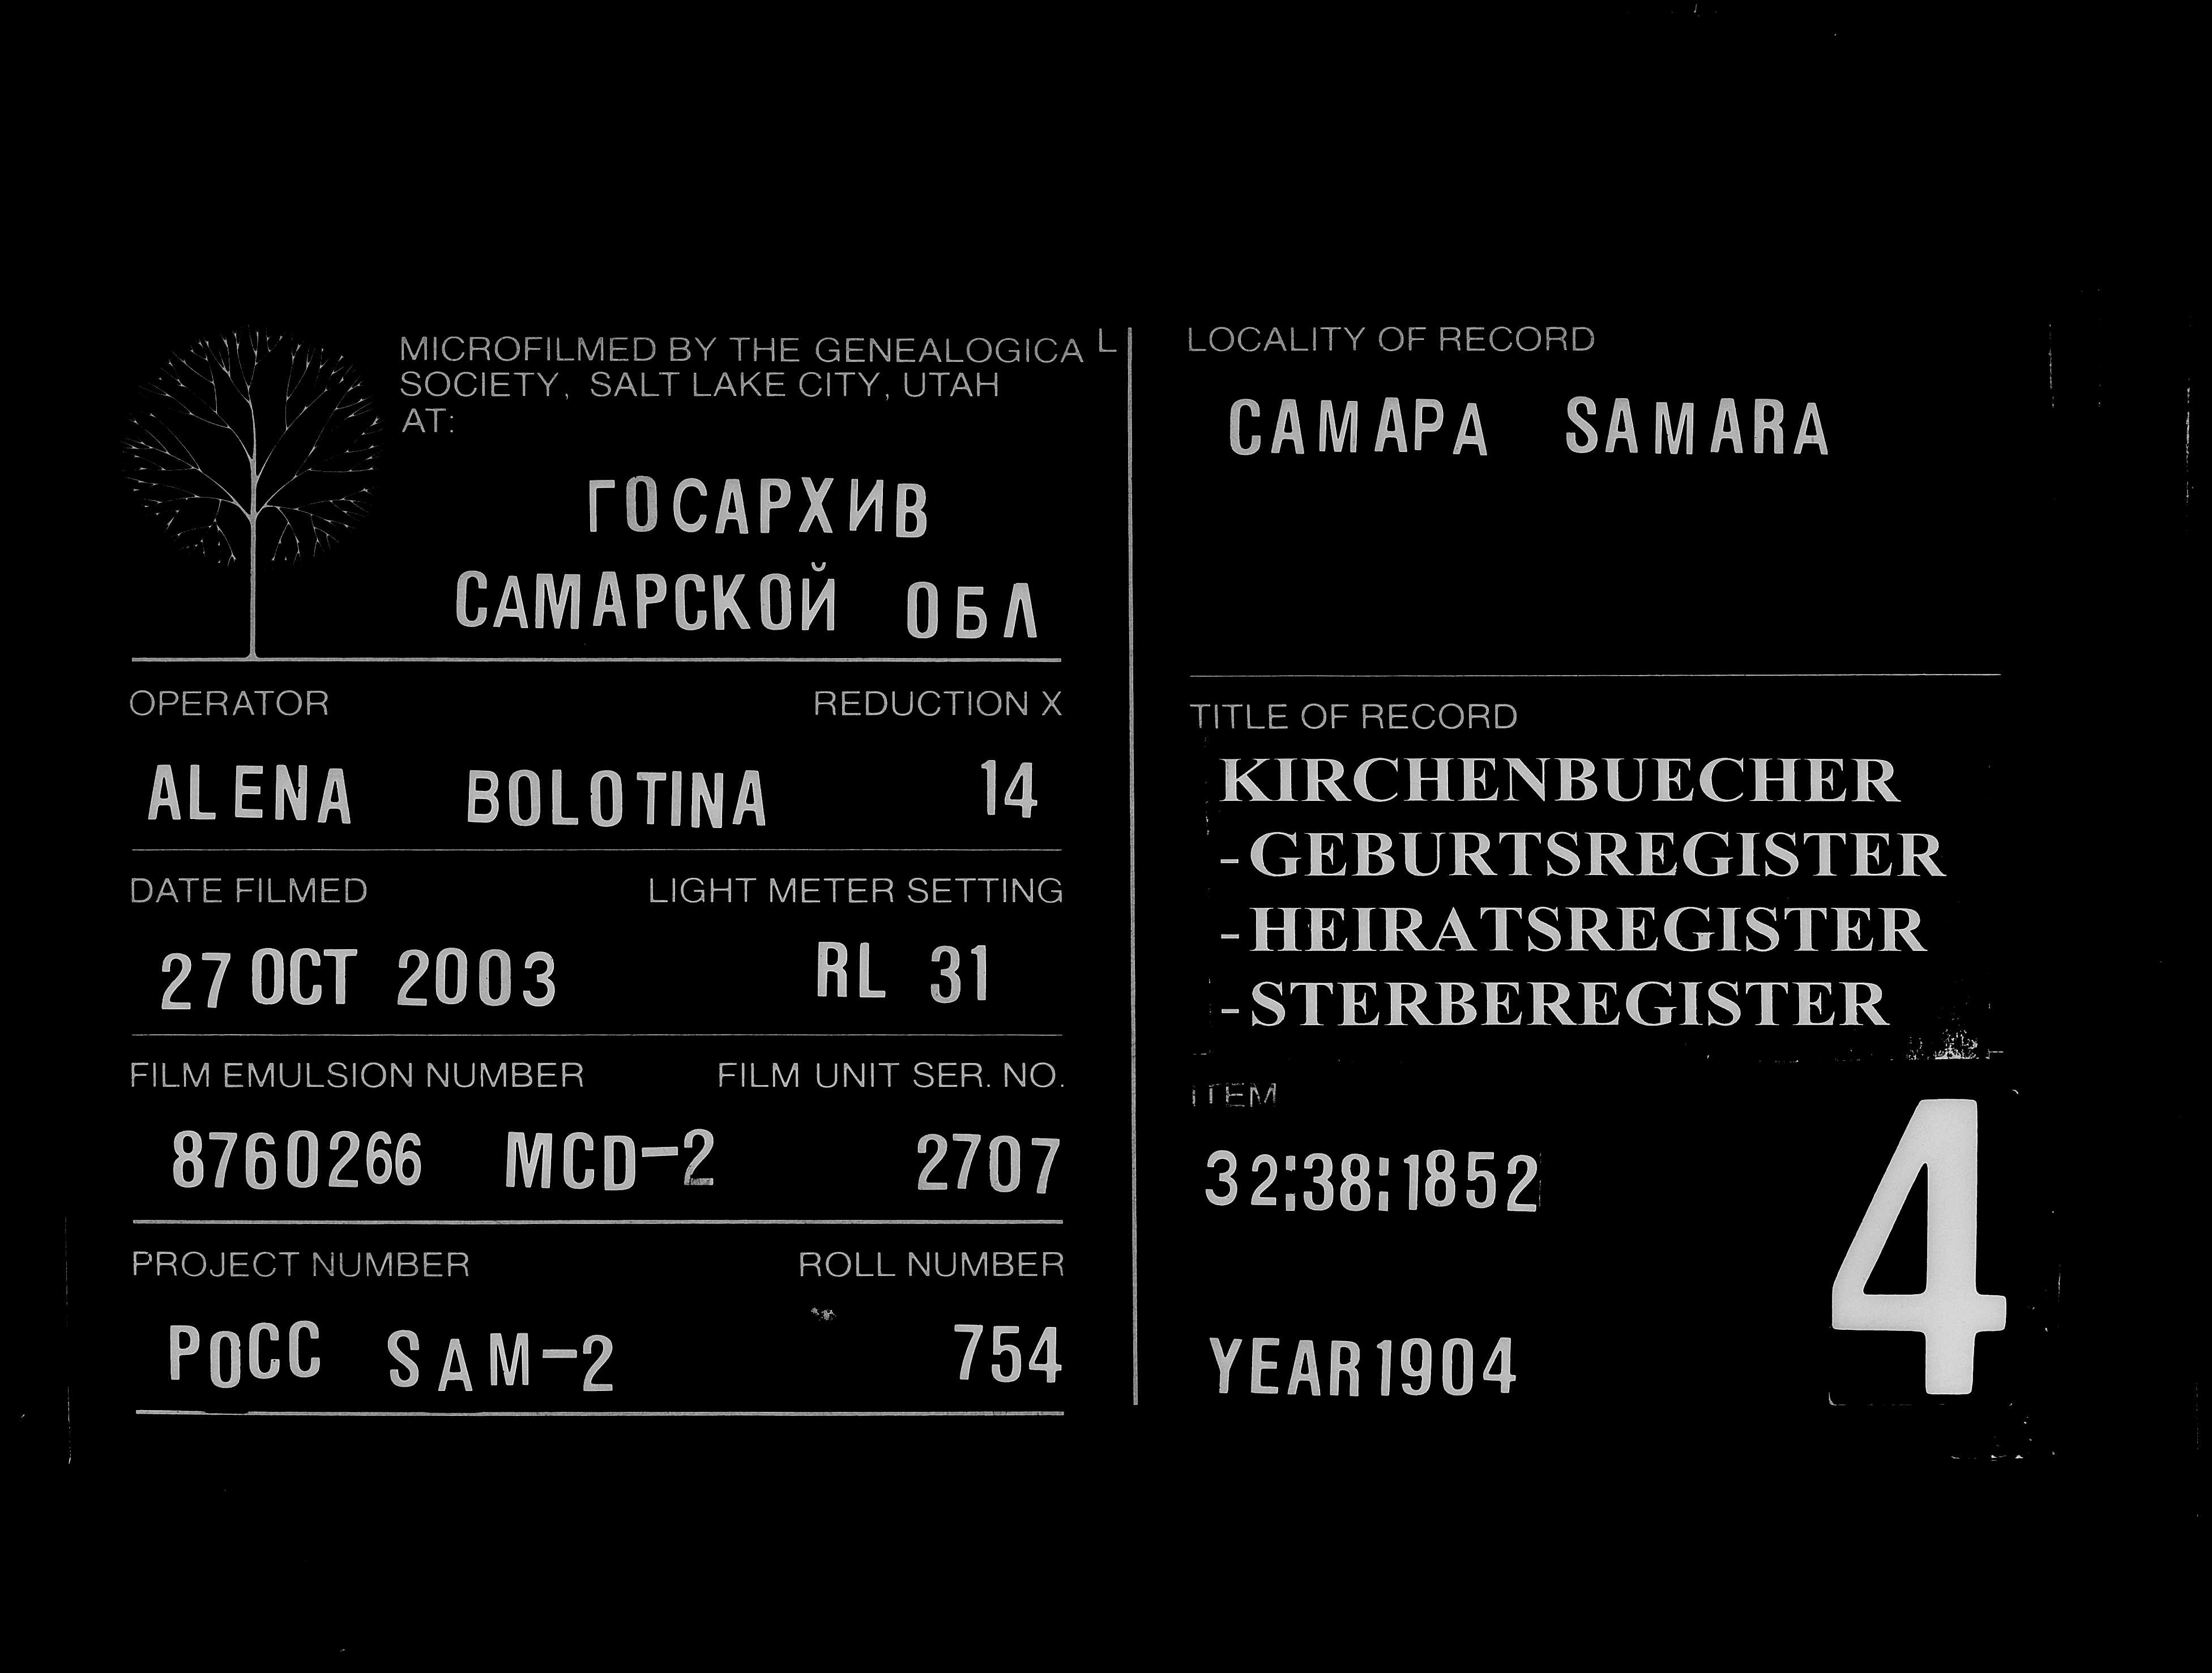 MICROFILMED BY THE GENEALOGICAL
SOCIETY, SALT LAKE CITY, UTAH
AT:
ГОСАРХИВ
САМАРСКОЙ ОБЛ
OPERATOR REDUCTION X
ALENA BOLOTINA 14
DATE FILMED LIGHT METER SETTING
27 OCT 2003 RL 31
FILM EMULSION NUMBER FILM UNIT SER. NO.
8760266 MCD-2 2707
PROJECT NUMBER ROLL NUMBER
РОСС SAM-2 754
LOCALITY OF RECORD
САМАРА SAMARA
TITLE OF RECORD
KIRCHENBUECHER
-GEBURTSREGISTER
-HEIRATSREGISTER
-STERBEREGISTER
ITEM
32:38:1852
4
YEAR 1904